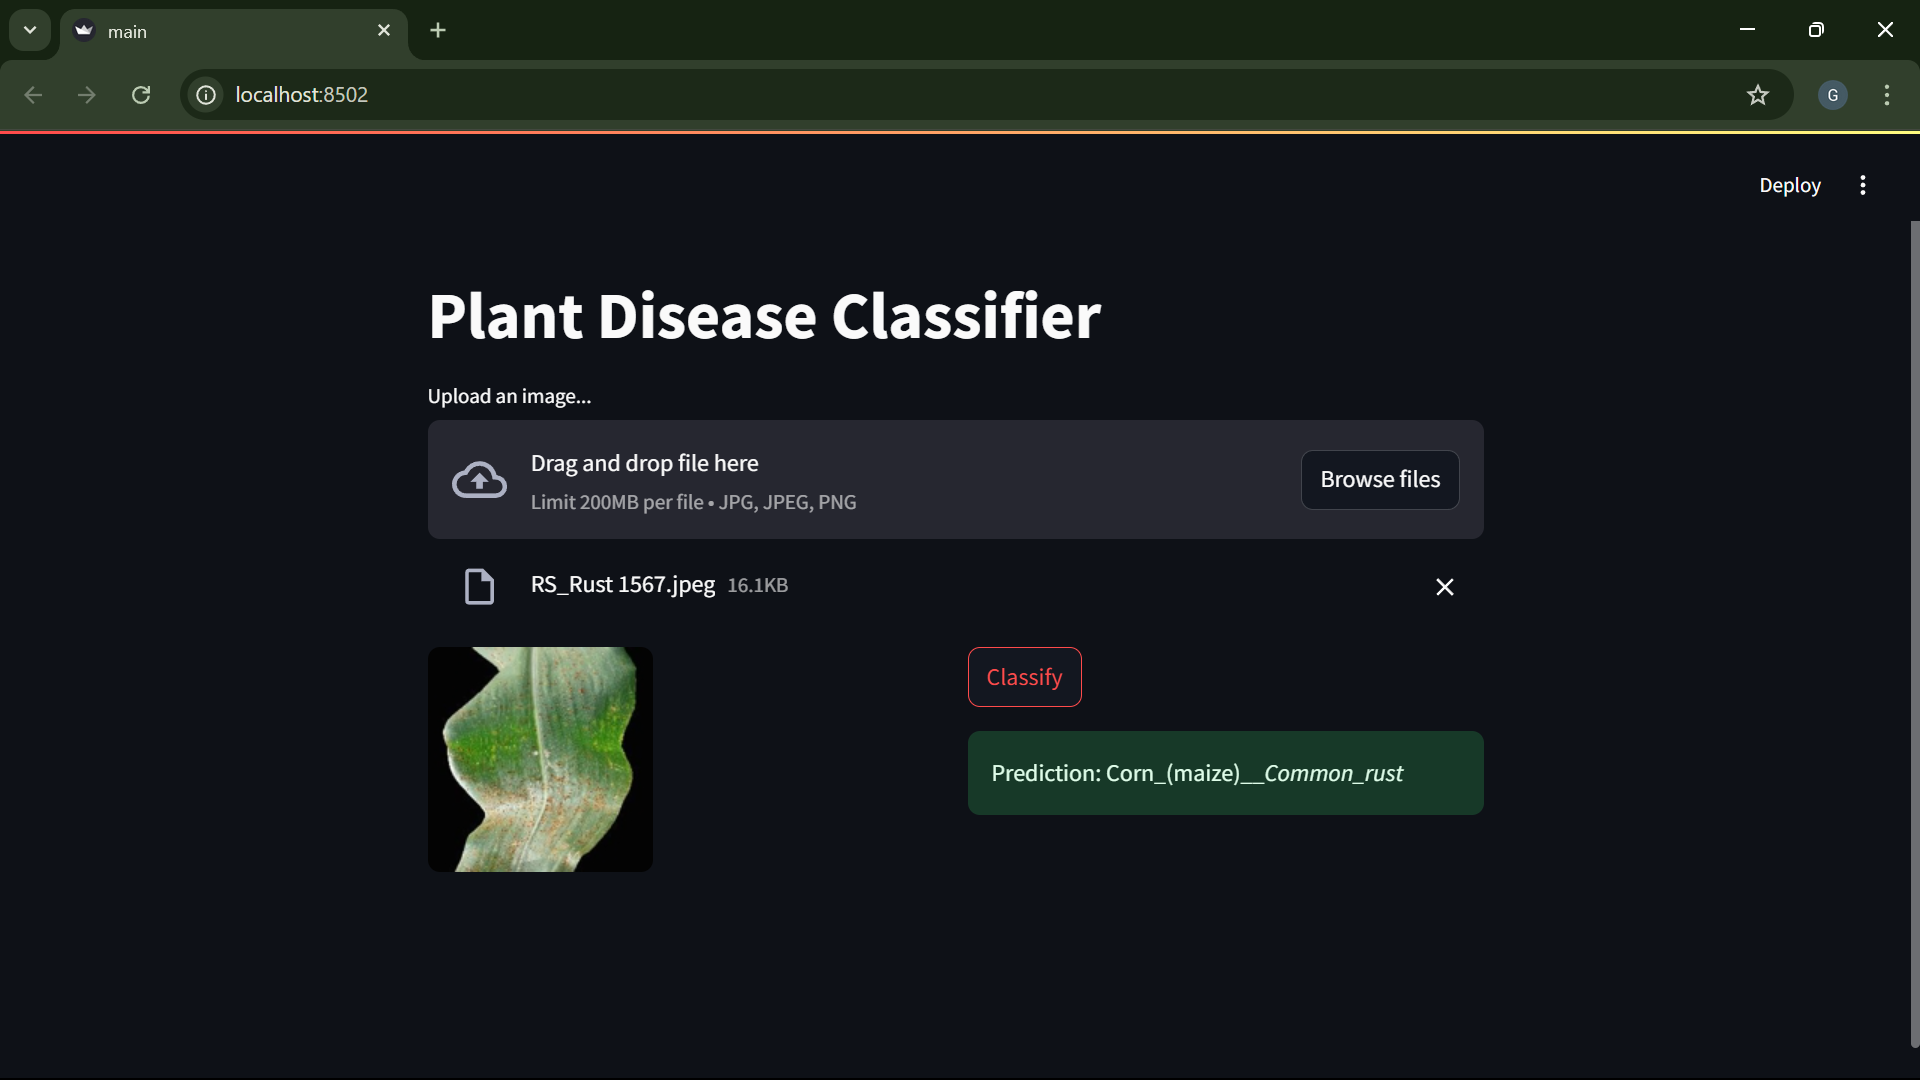 main
localhost:8502
G
Deploy
Plant Disease Classifier
Upload an image...
Drag and drop file here
Limit 200MB per file • JPG, JPEG, PNG
Browse files
RS_Rust 1567.jpeg 16.1KB
Classify
Prediction: Corn_(maize)__Common_rust